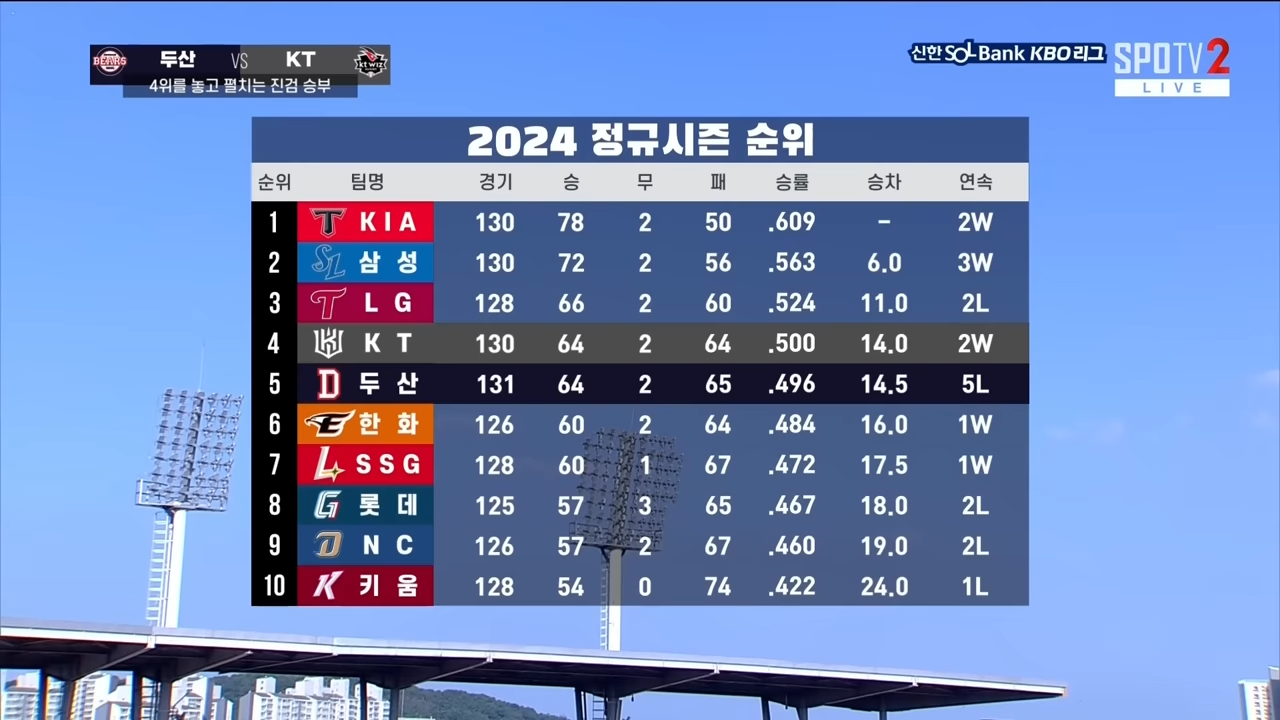 두산 VS KT
4위를 놓고 펼치는 진검 승부
신한 SOL Bank KBO 리그
SPOTV2
LIVE
2024 정규시즌 순위
순위 팀명 경기 승 무 패 승률 승차 연속
1 KIA 130 78 2 50 .609 - 2W
2 삼성 130 72 2 56 .563 6.0 3W
3 LG 128 66 2 60 .524 11.0 2L
4 KT 130 64 2 64 .500 14.0 2W
5 두산 131 64 2 65 .496 14.5 5L
6 한화 126 60 2 64 .484 16.0 1W
7 SSG 128 60 1 67 .472 17.5 1W
8 롯데 125 57 3 65 .467 18.0 2L
9 NC 126 57 2 67 .460 19.0 2L
10 키움 128 54 0 74 .422 24.0 1L